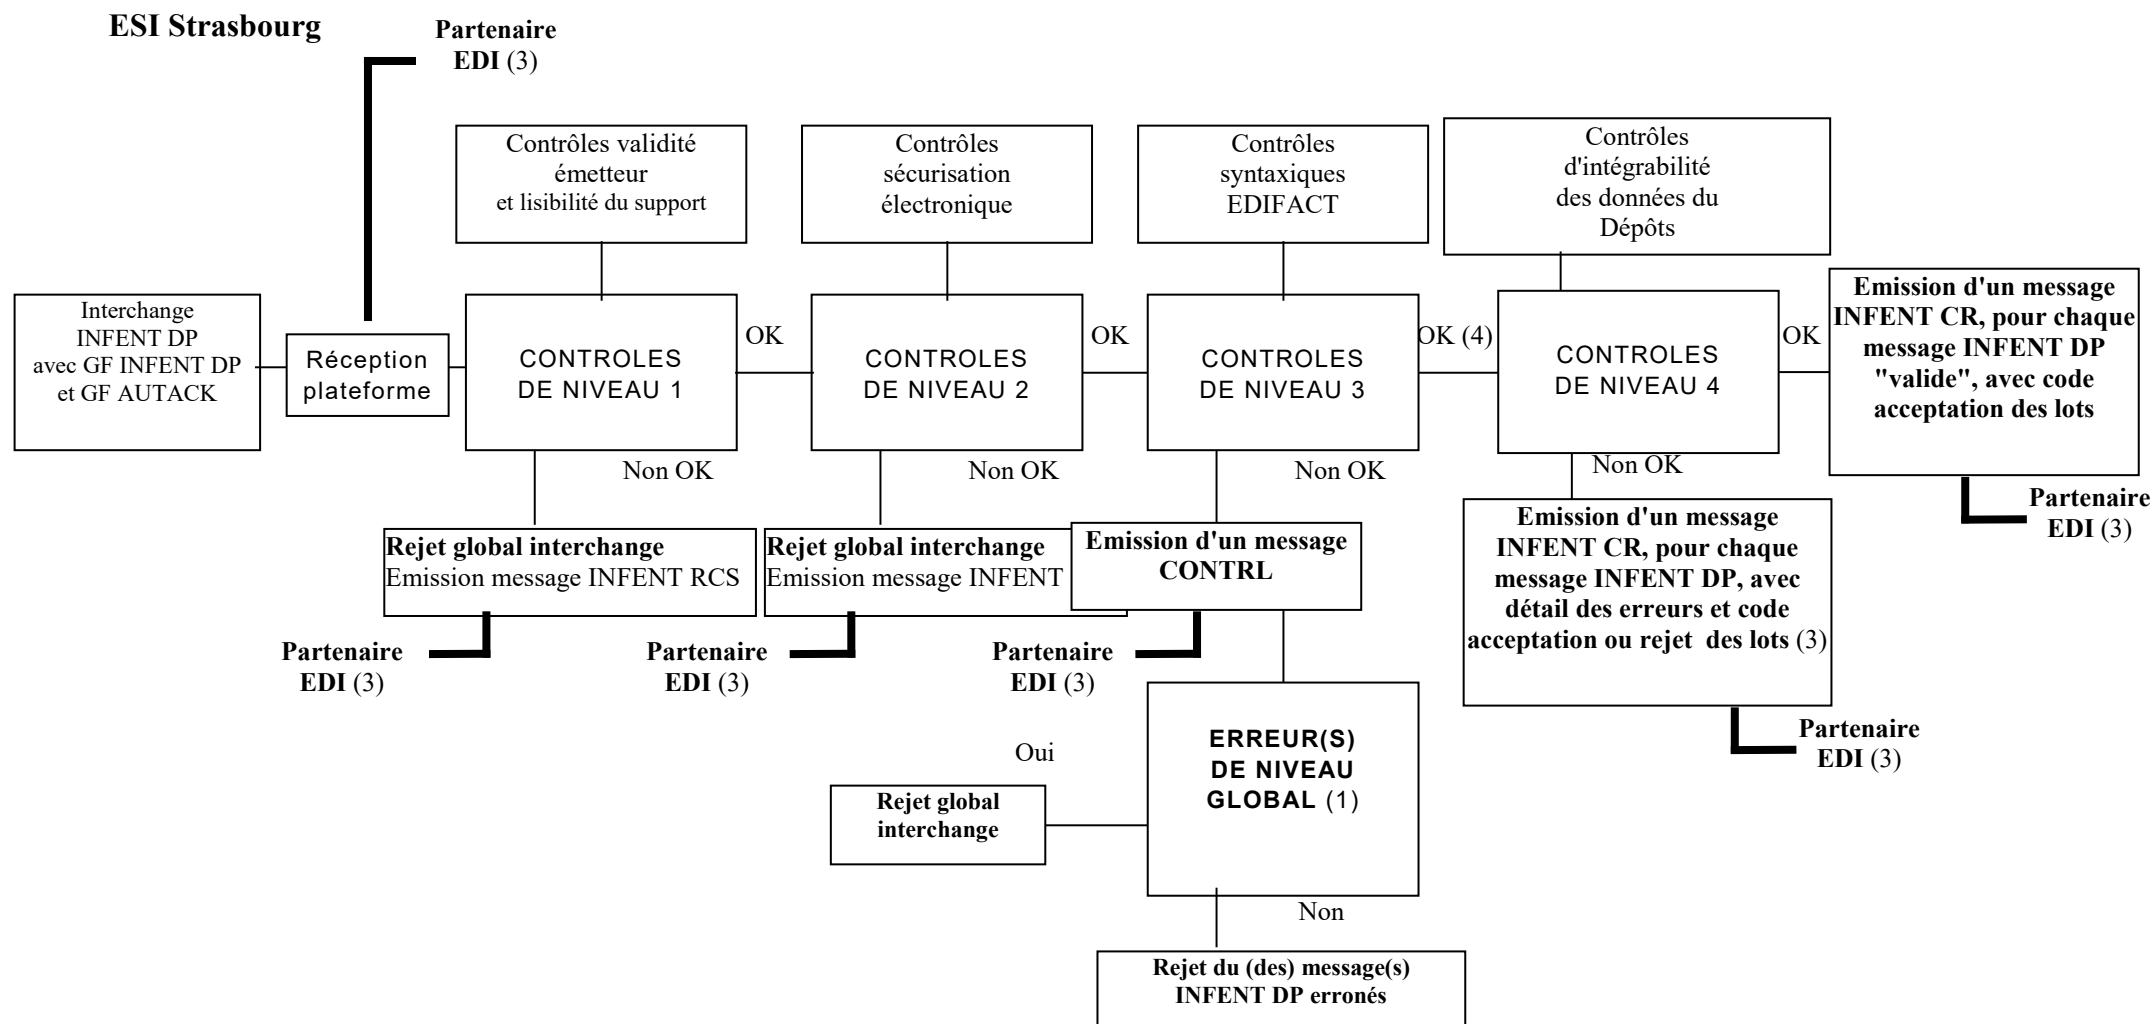 ESI Strasbourg
Partenaire
EDI (3)
Contrôles validité
émetteur
et lisibilité du support
Contrôles
sécurisation
électronique
Contrôles
syntaxiques
EDIFACT
Contrôles
d'intégrabilité
des données du
Dépôts
Interchange
INFENT DP
avec GF INFENT DP
et GF AUTACK
Réception
plateforme
CONTROLES
DE NIVEAU 1
OK
CONTROLES
DE NIVEAU 2
OK
CONTROLES
DE NIVEAU 3
OK (4)
CONTROLES
DE NIVEAU 4
OK
Emission d'un message
INFENT CR, pour chaque
message INFENT DP
"valide", avec code
acceptation des lots
Non OK
Non OK
Non OK
Non OK
Partenaire
EDI (3)
Rejet global interchange
Emission message INFENT RCS
Rejet global interchange
Emission message INFENT
Emission d'un message
CONTRL
Emission d'un message
INFENT CR, pour chaque
message INFENT DP, avec
détail des erreurs et code
acceptation ou rejet des lots (3)
Partenaire
EDI (3)
Partenaire
EDI (3)
Partenaire
EDI (3)
Partenaire
EDI (3)
Oui
ERREUR(S)
DE NIVEAU
GLOBAL (1)
Rejet global
interchange
Non
Rejet du (des) message(s)
INFENT DP erronés